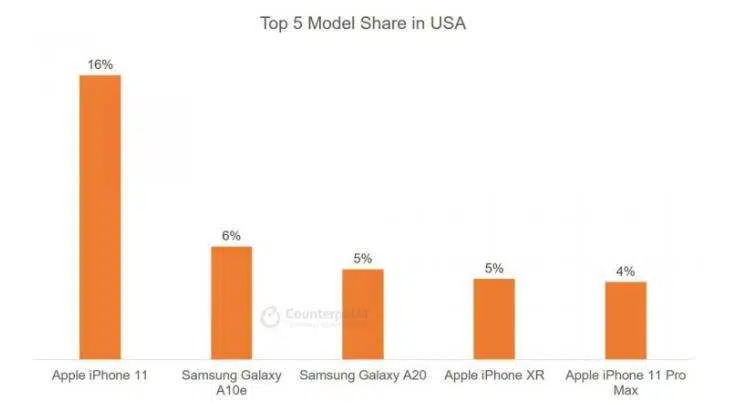 Top 5 Model Share in USA
16%
6%
5%
5%
4%
Counterpoint
Apple iPhone 11
Samsung Galaxy
A10e
Samsung Galaxy A20
Apple iPhone XR
Apple iPhone 11 Pro
Max